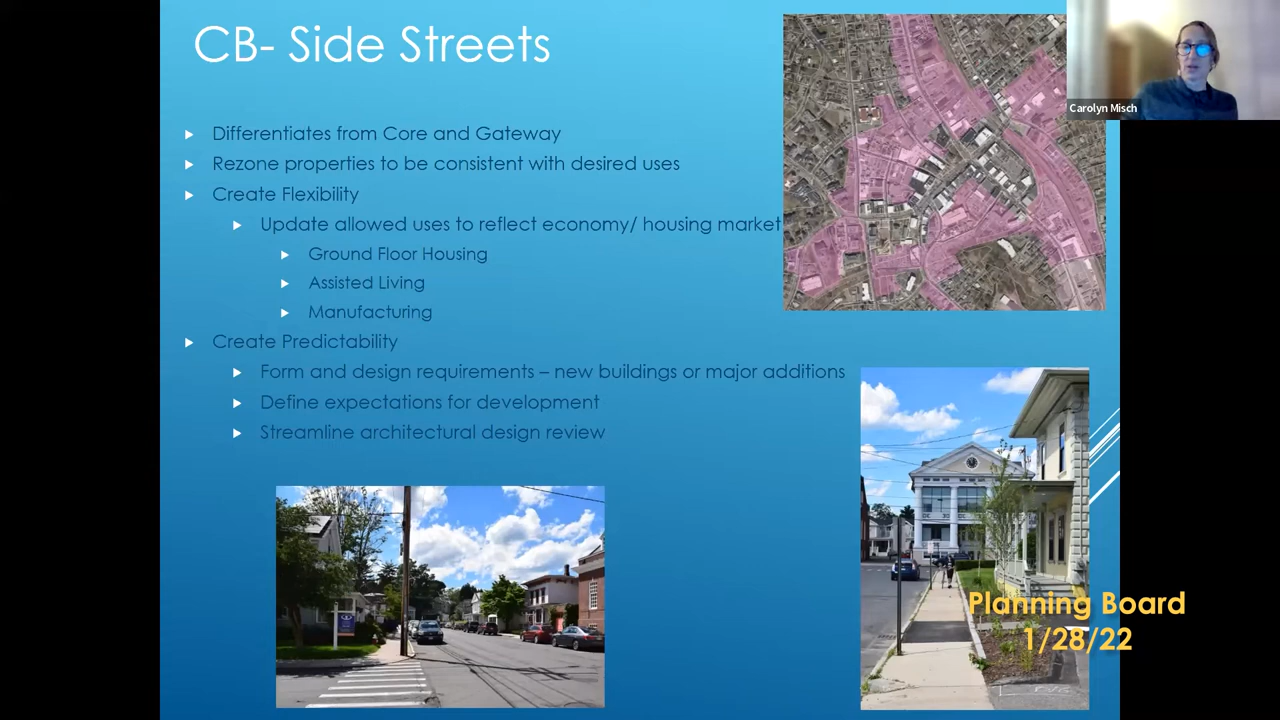 CB- Side Streets
Differentiates from Core and Gateway
Rezone properties to be consistent with desired uses
Create Flexibility
Update allowed uses to reflect economy/ housing market
Ground Floor Housing
Assisted Living
Manufacturing
Create Predictability
Form and design requirements – new buildings or major additions
Define expectations for development
Streamline architectural design review
Carolyn Misch
Planning Board
1/28/22